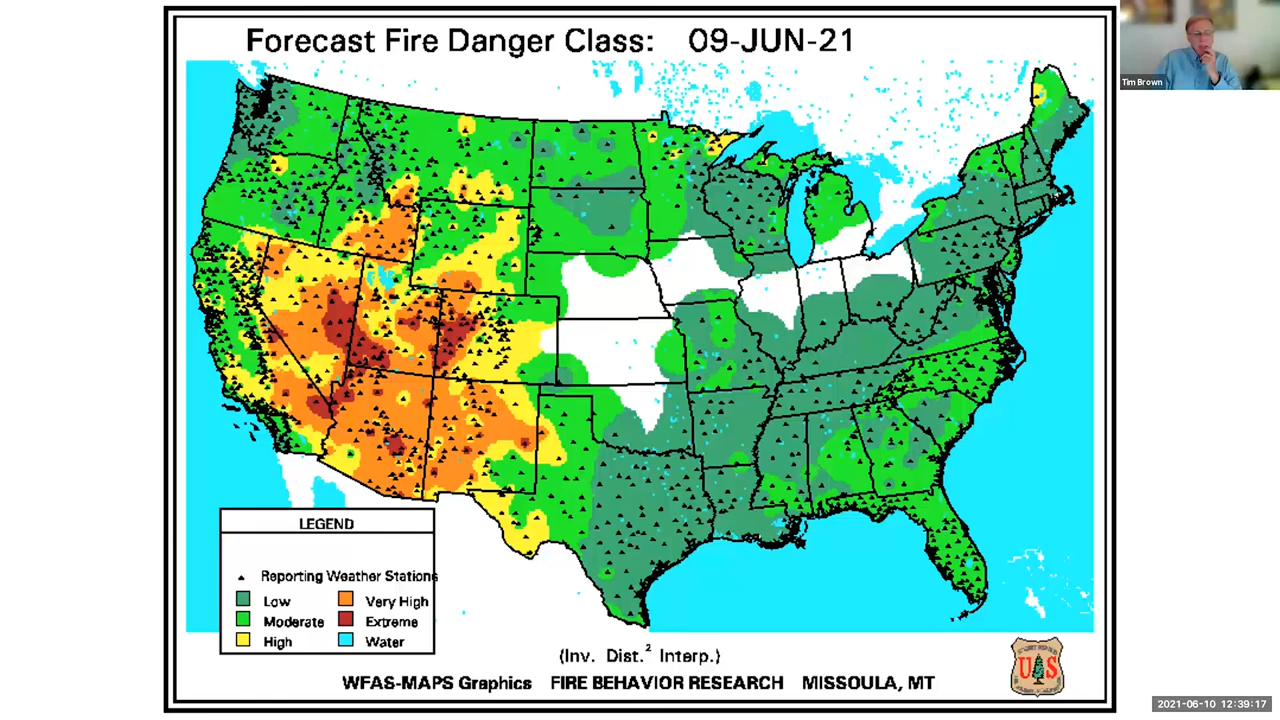 Forecast Fire Danger Class: 09-JUN-21
Tim Brown
LEGEND
Reporting Weather Stations
Low
Very High
Moderate
Extreme
High
Water
(Inv. Dist.² Interp.)
WFAS-MAPS Graphics FIRE BEHAVIOR RESEARCH MISSOULA, MT
U S
2021-06-10 12:39:17